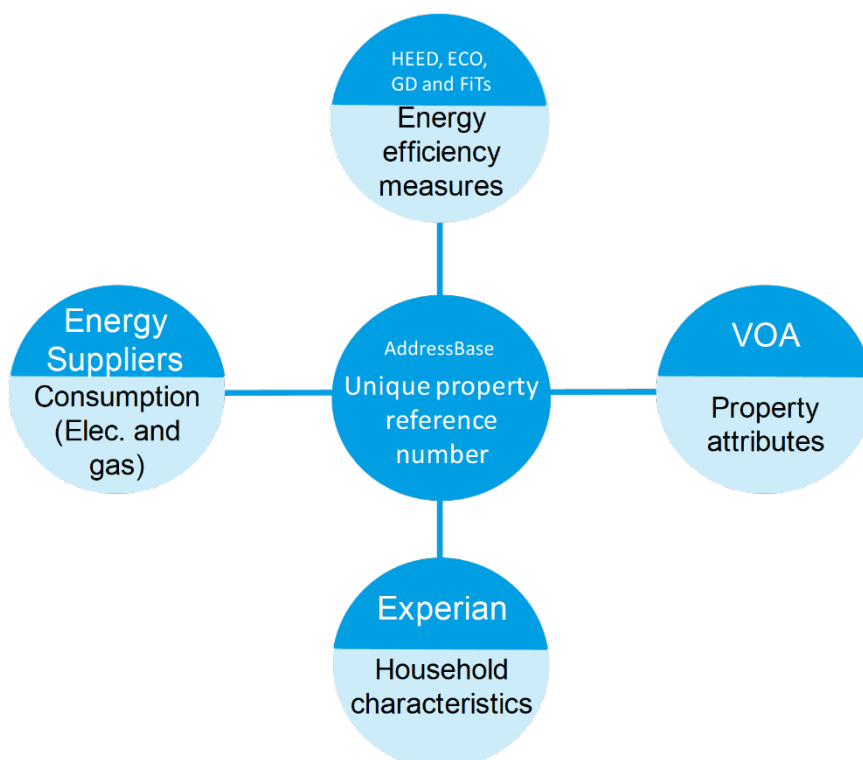 HEED, ECO,
GD and FiTs
Energy
efficiency
measures
Energy
Suppliers
Consumption
(Elec. and
gas)
AddressBase
Unique property
reference
number
VOA
Property
attributes
Experian
Household
characteristics